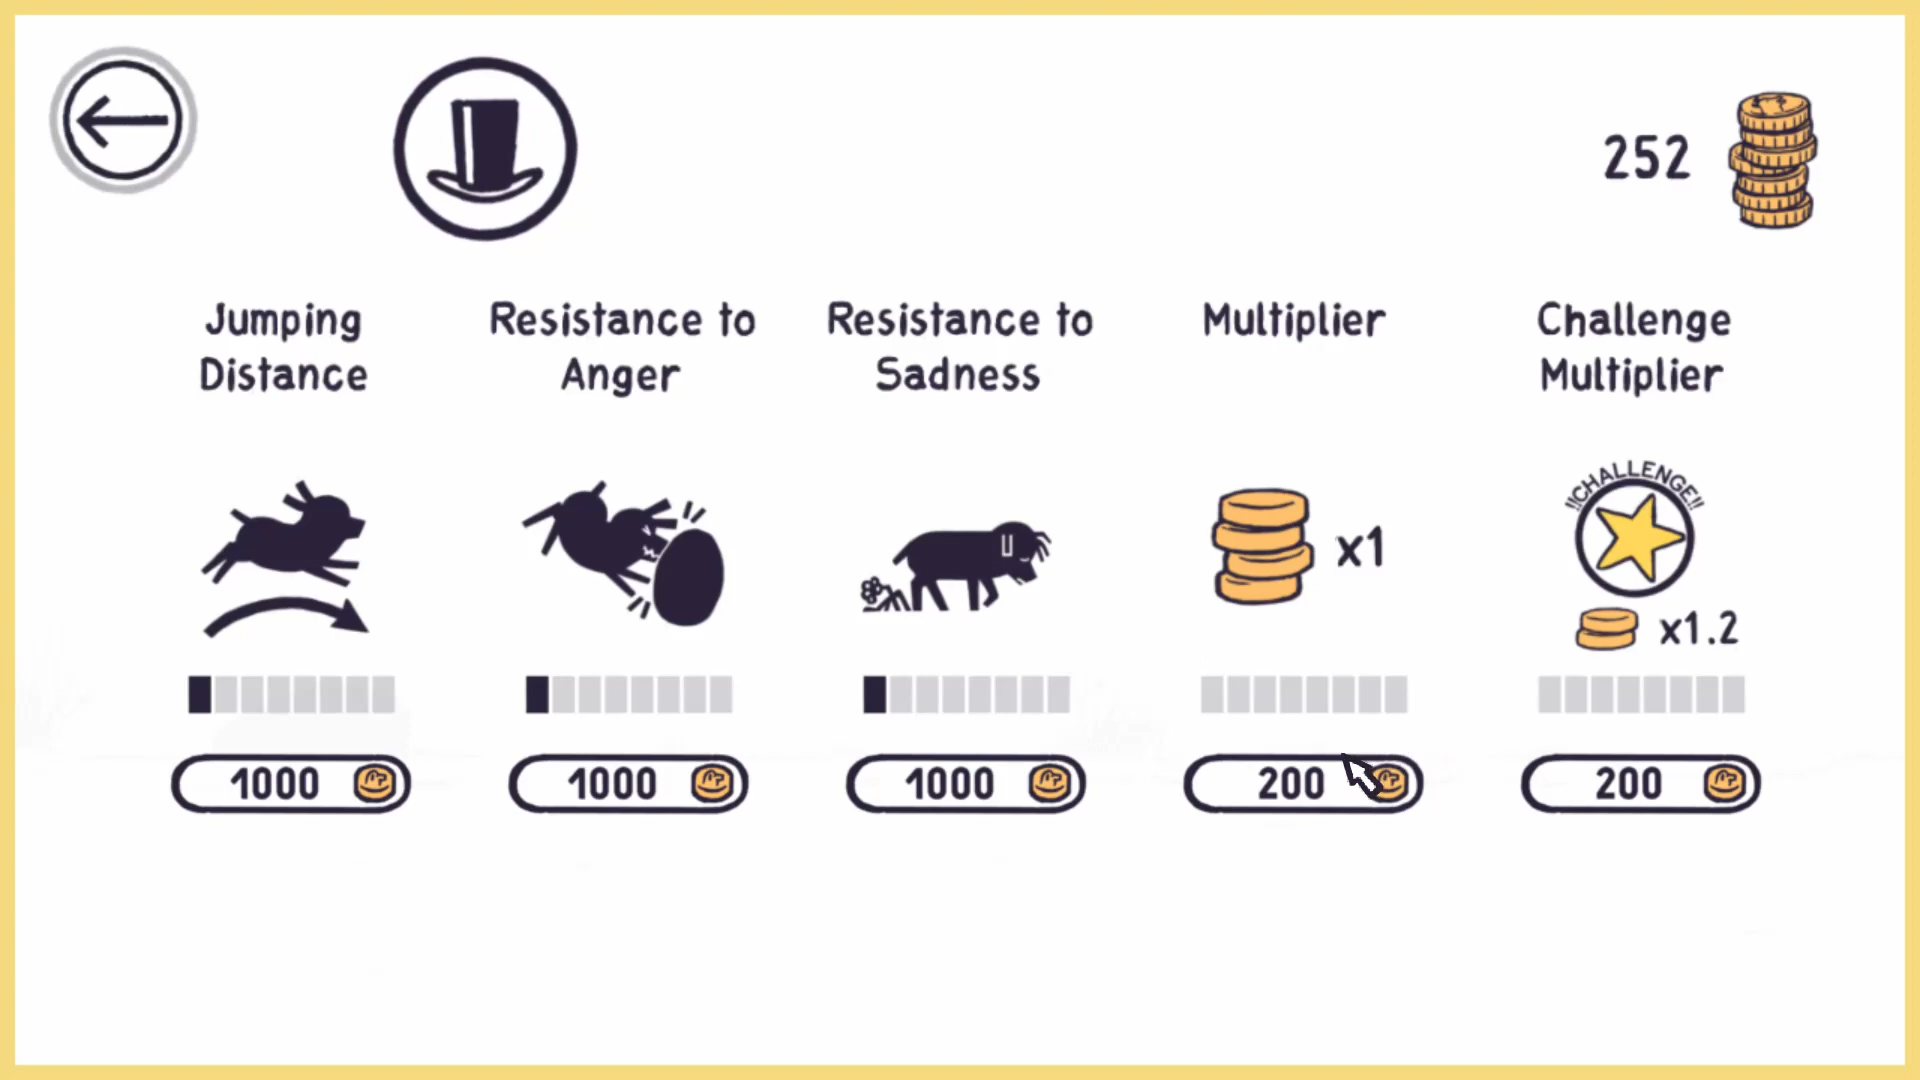 252
Jumping
Distance
Resistance to
Anger
Resistance to
Sadness
Multiplier
Challenge
Multiplier
!!CHALLENGE!!
x1
x1.2
1000
1000
1000
200
200